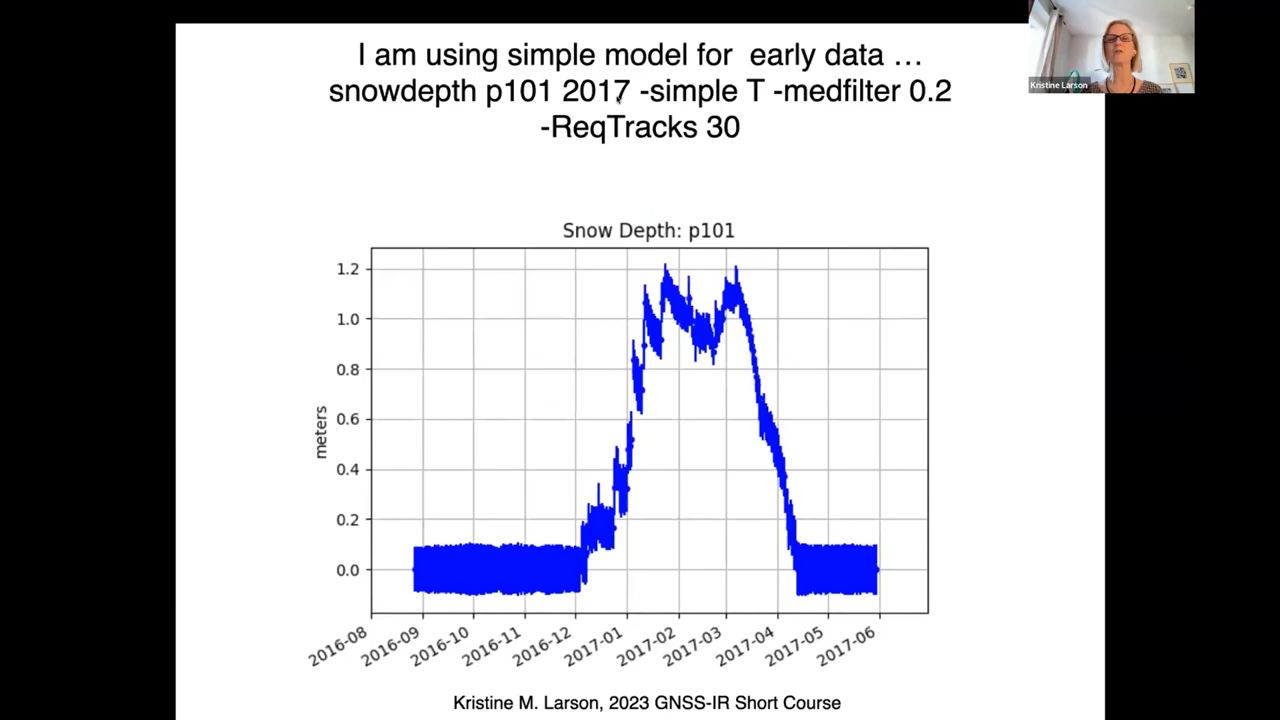 I am using simple model for early data …
snowdepth p101 2017 -simple T -medfilter 0.2
-ReqTracks 30
Kristine Larson
Snow Depth: p101
1.2
1.0
0.8
0.6
0.4
0.2
0.0
meters
2016-08
2016-09
2016-10
2016-11
2016-12
2017-01
2017-02
2017-03
2017-04
2017-05
2017-06
Kristine M. Larson, 2023 GNSS-IR Short Course